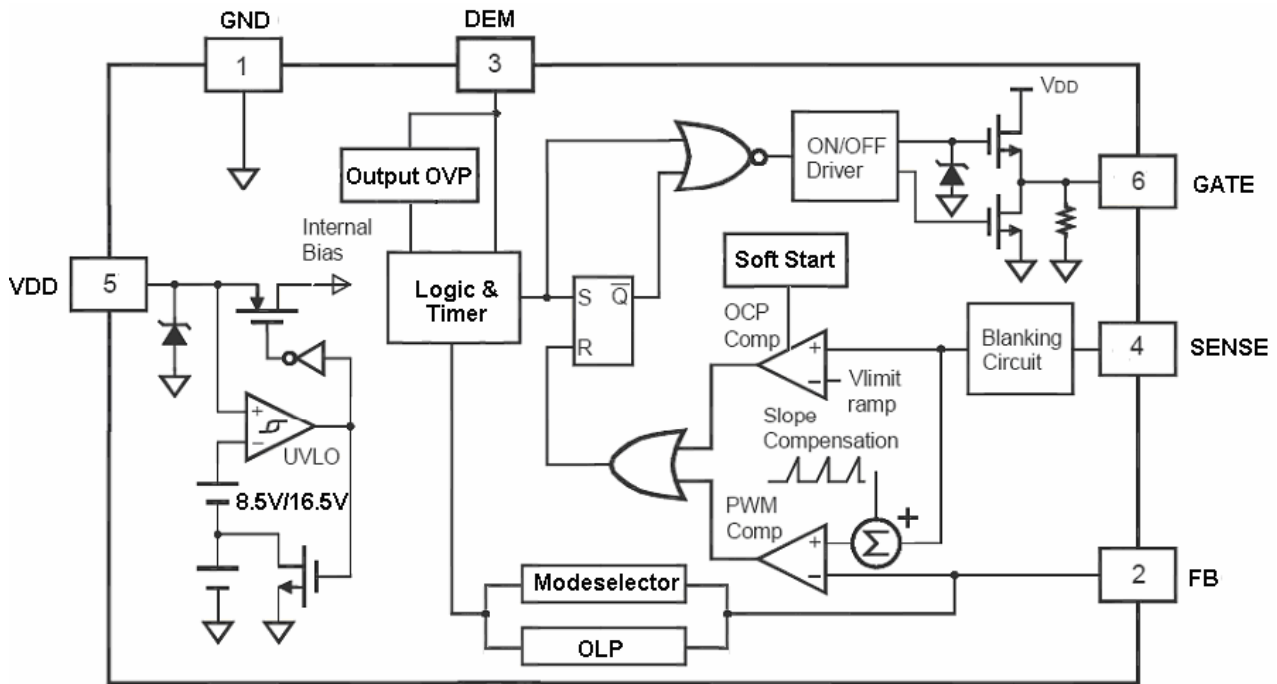 GND
DEM
1
3
VDD
ON/OFF
Driver
Output OVP
6
GATE
Internal
Bias
VDD
5
Soft Start
Logic &
Timer
S
Q
R
OCP
Comp
+
−
Vlimit
ramp
Blanking
Circuit
4
SENSE
Slope
Compensation
+
−
UVLO
8.5V/16.5V
PWM
Comp
+
−
Σ
+
2
FB
Modeselector
OLP